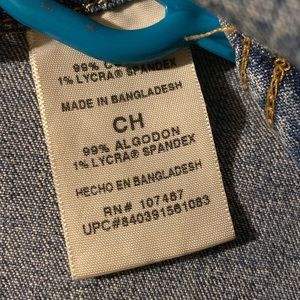 99%
1% LYCRA® SPANDEX
MADE IN BANGLADESH
CH
99% ALGODON
1% LYCRA® SPANDEX
HECHO EN BANGLADESH
RN# 107487
UPC#840391561083